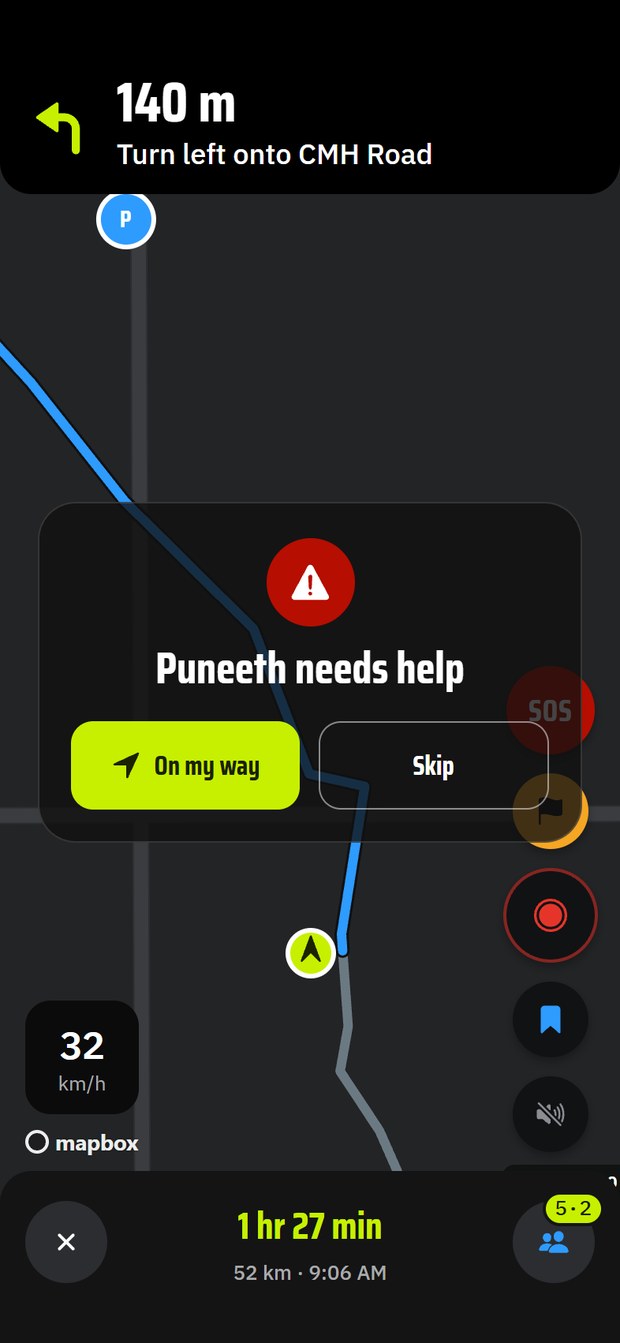 140 m
Turn left onto CMH Road
P
Puneeth needs help
SOS
On my way
Skip
32
km/h
mapbox
5·2
1 hr 27 min
52 km · 9:06 AM